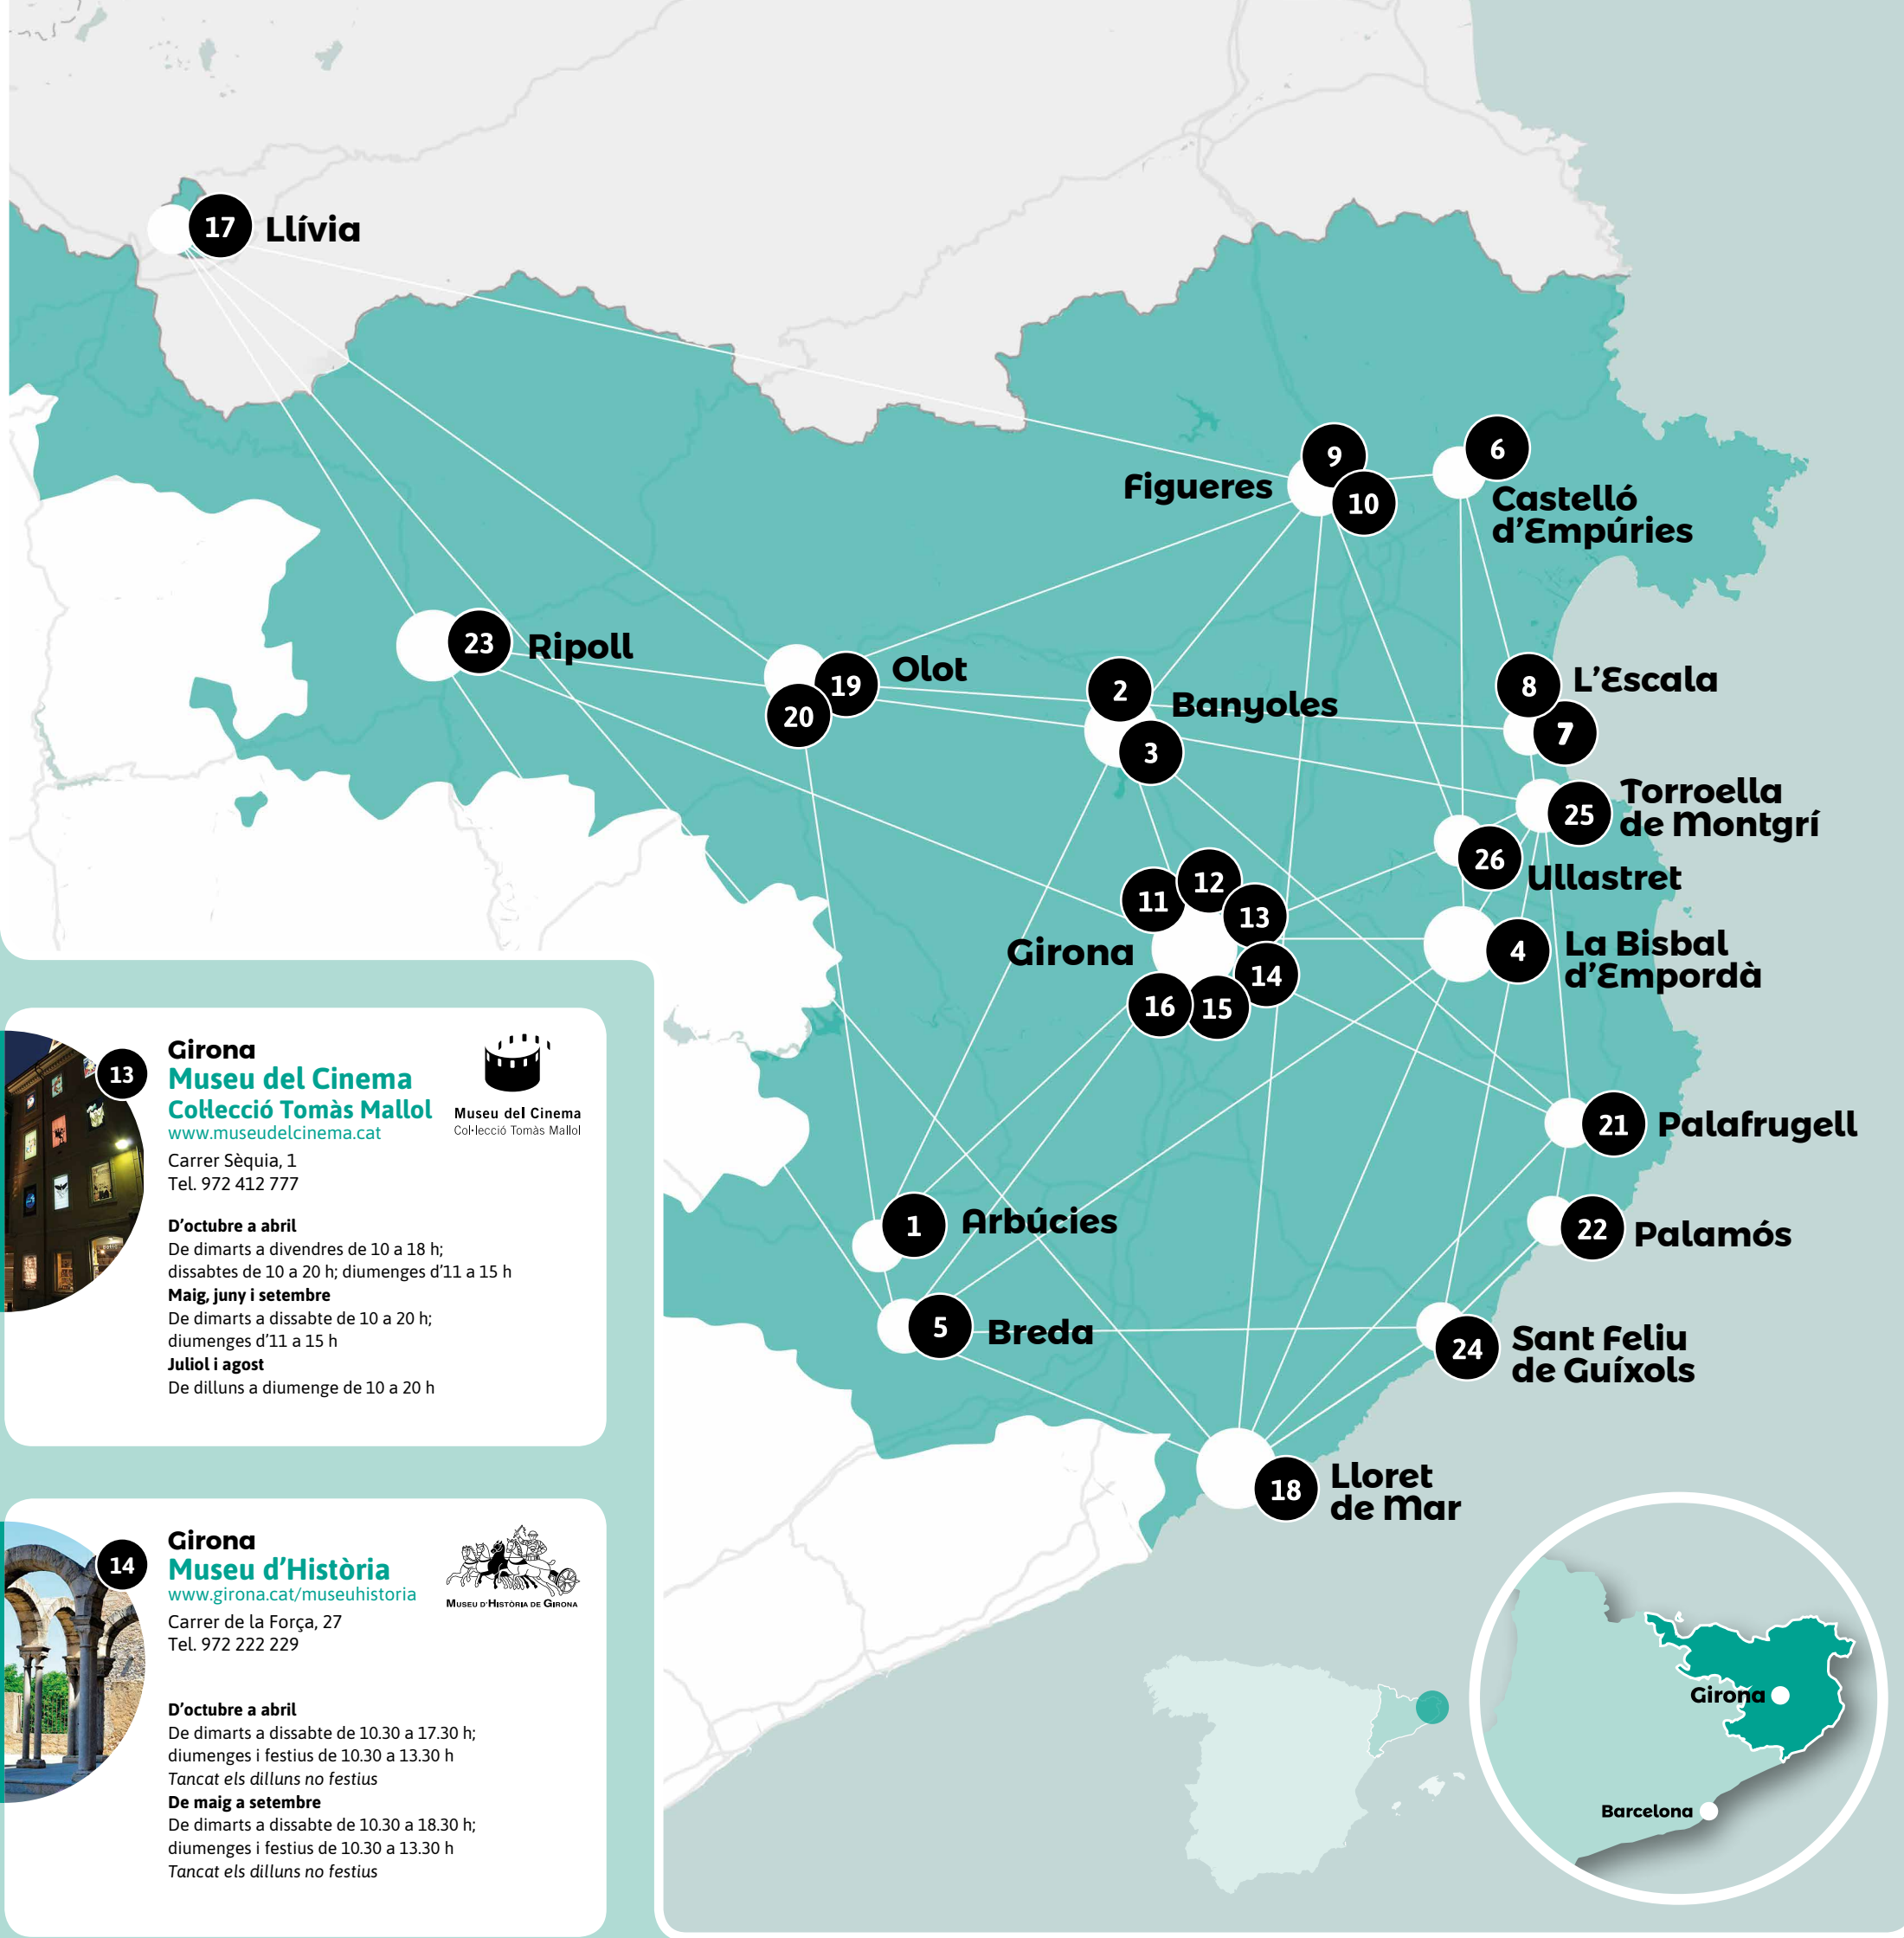 17
Llívia
9
10
Figueres
6
Castelló
d'Empúries
23
Ripoll
19
20
Olot
2
3
Banyoles
8
7
L'Escala
25
Torroella
de Montgrí
26
Ullastret
11
12
13
14
15
16
Girona
4
La Bisbal
d'Empordà
21
Palafrugell
1
Arbúcies
22
Palamós
5
Breda
24
Sant Feliu
de Guíxols
18
Lloret
de Mar
Girona
Barcelona
13
Girona
Museu del Cinema
Col·lecció Tomàs Mallol
www.museudelcinema.cat
Museu del Cinema
Col·lecció Tomàs Mallol
Carrer Sèquia, 1
Tel. 972 412 777
D'octubre a abril
De dimarts a divendres de 10 a 18 h;
dissabtes de 10 a 20 h; diumenges d'11 a 15 h
Maig, juny i setembre
De dimarts a dissabte de 10 a 20 h;
diumenges d'11 a 15 h
Juliol i agost
De dilluns a diumenge de 10 a 20 h
14
Girona
Museu d'Història
www.girona.cat/museuhistoria
MUSEU D'HISTÒRIA DE GIRONA
Carrer de la Força, 27
Tel. 972 222 229
D'octubre a abril
De dimarts a dissabte de 10.30 a 17.30 h;
diumenges i festius de 10.30 a 13.30 h
Tancat els dilluns no festius
De maig a setembre
De dimarts a dissabte de 10.30 a 18.30 h;
diumenges i festius de 10.30 a 13.30 h
Tancat els dilluns no festius